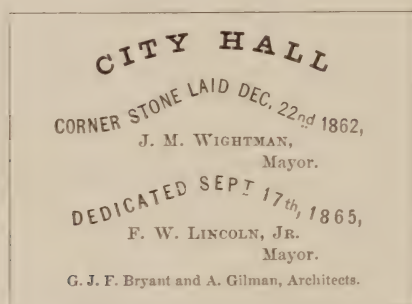 CITY HALL
CORNER STONE LAID DEC. 22nd 1862,
J. M. WIGHTMAN,
Mayor.
DEDICATED SEPT 17th, 1865,
F. W. LINCOLN, JR.
Mayor.
G. J. F. Bryant and A. Gilman, Architects.